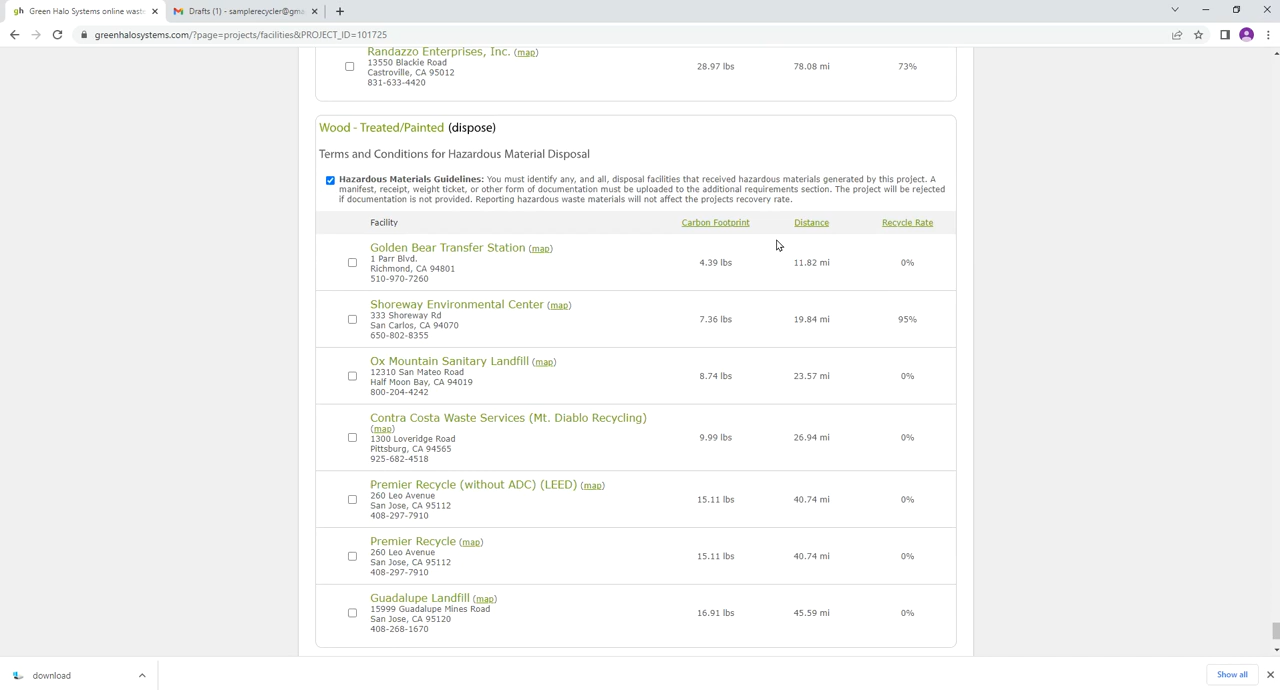 Green Halo Systems online waste
Drafts (1) - samplerecycler@gma
greenhalosystems.com/?page=projects/facilities&PROJECT_ID=101725
Randazzo Enterprises, Inc. (map)
13550 Blackie Road
Castroville, CA 95012
831-633-4420
28.97 lbs
78.08 mi
73%
Wood - Treated/Painted (dispose)
Terms and Conditions for Hazardous Material Disposal
Hazardous Materials Guidelines: You must identify any, and all, disposal facilities that received hazardous materials generated by this project. A
manifest, receipt, weight ticket, or other form of documentation must be uploaded to the additional requirements section. The project will be rejected
if documentation is not provided. Reporting hazardous waste materials will not affect the projects recovery rate.
Facility Carbon Footprint Distance Recycle Rate
Golden Bear Transfer Station (map)
1 Parr Blvd.
Richmond, CA 94801
510-970-7260
4.39 lbs
11.82 mi
0%
Shoreway Environmental Center (map)
333 Shoreway Rd
San Carlos, CA 94070
650-802-8355
7.36 lbs
19.84 mi
95%
Ox Mountain Sanitary Landfill (map)
12310 San Mateo Road
Half Moon Bay, CA 94019
800-204-4242
8.74 lbs
23.57 mi
0%
Contra Costa Waste Services (Mt. Diablo Recycling)
(map)
1300 Loveridge Road
Pittsburg, CA 94565
925-682-4518
9.99 lbs
26.94 mi
0%
Premier Recycle (without ADC) (LEED) (map)
260 Leo Avenue
San Jose, CA 95112
408-297-7910
15.11 lbs
40.74 mi
0%
Premier Recycle (map)
260 Leo Avenue
San Jose, CA 95112
408-297-7910
15.11 lbs
40.74 mi
0%
Guadalupe Landfill (map)
15999 Guadalupe Mines Road
San Jose, CA 95120
408-268-1670
16.91 lbs
45.59 mi
0%
download
Show all